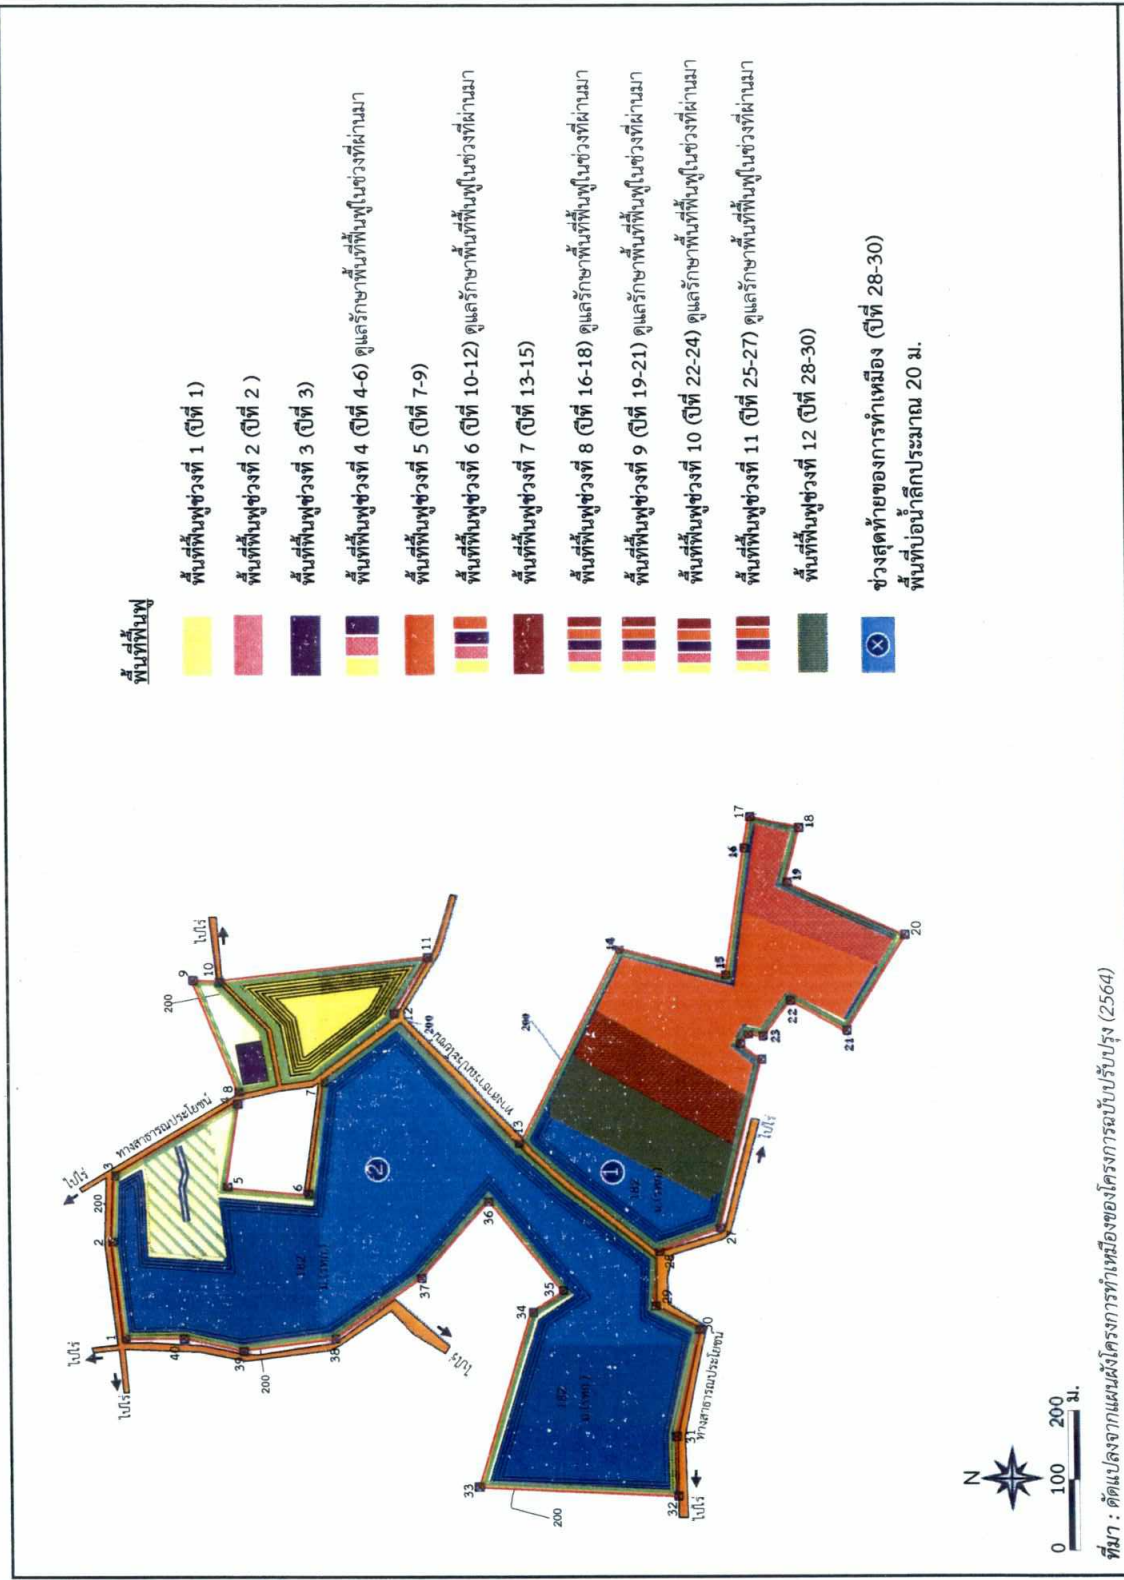 พื้นที่ฟื้นฟู
พื้นที่ฟื้นฟูช่วงที่ 1 (ปีที่ 1)
พื้นที่ฟื้นฟูช่วงที่ 2 (ปีที่ 2 )
พื้นที่ฟื้นฟูช่วงที่ 3 (ปีที่ 3)
พื้นที่ฟื้นฟูช่วงที่ 4 (ปีที่ 4-6) ดูแลรักษาพื้นที่ฟื้นฟูในช่วงที่ผ่านมา
พื้นที่ฟื้นฟูช่วงที่ 5 (ปีที่ 7-9)
พื้นที่ฟื้นฟูช่วงที่ 6 (ปีที่ 10-12) ดูแลรักษาพื้นที่ฟื้นฟูในช่วงที่ผ่านมา
พื้นที่ฟื้นฟูช่วงที่ 7 (ปีที่ 13-15)
พื้นที่ฟื้นฟูช่วงที่ 8 (ปีที่ 16-18) ดูแลรักษาพื้นที่ฟื้นฟูในช่วงที่ผ่านมา
พื้นที่ฟื้นฟูช่วงที่ 9 (ปีที่ 19-21) ดูแลรักษาพื้นที่ฟื้นฟูในช่วงที่ผ่านมา
พื้นที่ฟื้นฟูช่วงที่ 10 (ปีที่ 22-24) ดูแลรักษาพื้นที่ฟื้นฟูในช่วงที่ผ่านมา
พื้นที่ฟื้นฟูช่วงที่ 11 (ปีที่ 25-27) ดูแลรักษาพื้นที่ฟื้นฟูในช่วงที่ผ่านมา
พื้นที่ฟื้นฟูช่วงที่ 12 (ปีที่ 28-30)
X
ช่วงสุดท้ายของการทำเหมือง (ปีที่ 28-30)
พื้นที่บ่อน้ำลึกประมาณ 20 ม.
ไปไร่
ไปไร่
1
2
200
3
ไปไร่
ทางสาธารณประโยชน์
4
8
9
10
200
ไปไร่
11
12
200
5
6
7
40
39
200
38
37
ไปไร่
36
2
182
13
ทางสาธารณประโยชน์
34
35
33
200
182
32
ไปไร่
31
ทางสาธารณประโยชน์
30
29
28
27
ไปไร่
1
182
200
14
15
16
17
18
19
20
21
22
23
N
0 100 200
ม.
ที่มา : ดัดแปลงจากแผนผังโครงการทำเหมืองของโครงการฉบับปรับปรุง (2564)